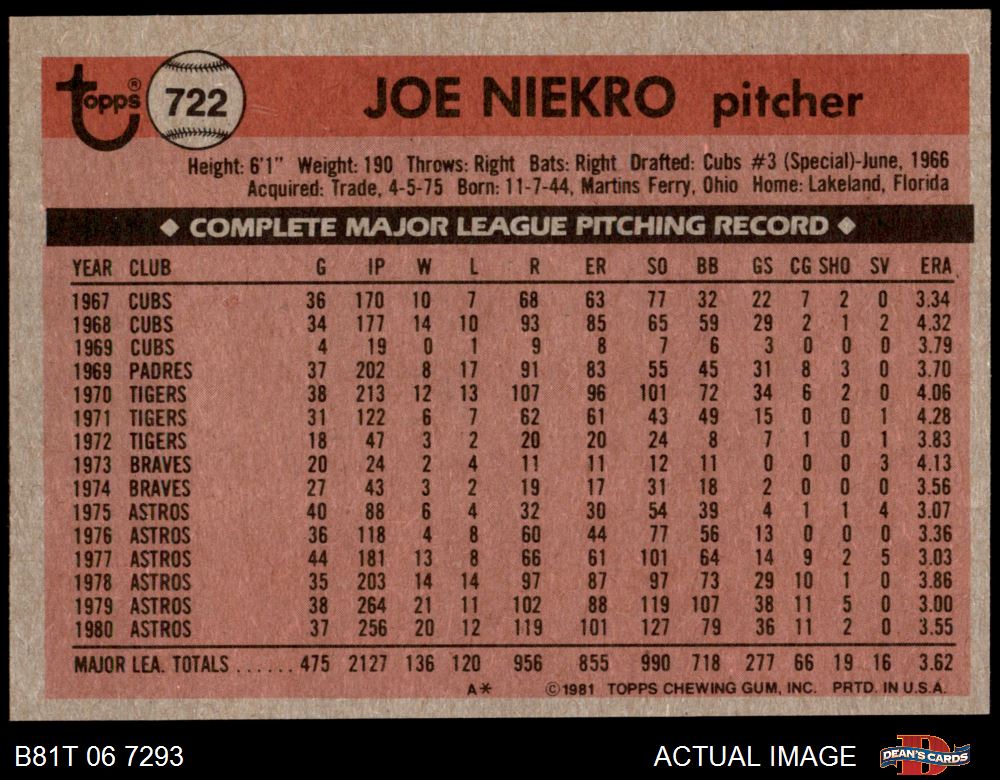 topps® 722 JOE NIEKRO pitcher
Height: 6'1" Weight: 190 Throws: Right Bats: Right Drafted: Cubs #3 (Special)-June, 1966
Acquired: Trade, 4-5-75 Born: 11-7-44, Martins Ferry, Ohio Home: Lakeland, Florida
◆ COMPLETE MAJOR LEAGUE PITCHING RECORD ◆
YEAR CLUB G IP W L R ER SO BB GS CG SHO SV ERA
1967 CUBS 36 170 10 7 68 63 77 32 22 7 2 0 3.34
1968 CUBS 34 177 14 10 93 85 65 59 29 2 1 2 4.32
1969 CUBS 4 19 0 1 9 8 7 6 3 0 0 0 3.79
1969 PADRES 37 202 8 17 91 83 55 45 31 8 3 0 3.70
1970 TIGERS 38 213 12 13 107 96 101 72 34 6 2 0 4.06
1971 TIGERS 31 122 6 7 62 61 43 49 15 0 0 1 4.28
1972 TIGERS 18 47 3 2 20 20 24 8 7 1 0 1 3.83
1973 BRAVES 20 24 2 4 11 11 12 11 0 0 0 3 4.13
1974 BRAVES 27 43 3 2 19 17 31 18 2 0 0 0 3.56
1975 ASTROS 40 88 6 4 32 30 54 39 4 1 1 4 3.07
1976 ASTROS 36 118 4 8 60 44 77 56 13 0 0 0 3.36
1977 ASTROS 44 181 13 8 66 61 101 64 14 9 2 5 3.03
1978 ASTROS 35 203 14 14 97 87 97 73 29 10 1 0 3.86
1979 ASTROS 38 264 21 11 102 88 119 107 38 11 5 0 3.00
1980 ASTROS 37 256 20 12 119 101 127 79 36 11 2 0 3.55
MAJOR LEA. TOTALS ...... 475 2127 136 120 956 855 990 718 277 66 19 16 3.62
A* ©1981 TOPPS CHEWING GUM, INC. PRTD. IN U.S.A.
B81T 06 7293 ACTUAL IMAGE DEAN'S CARDS